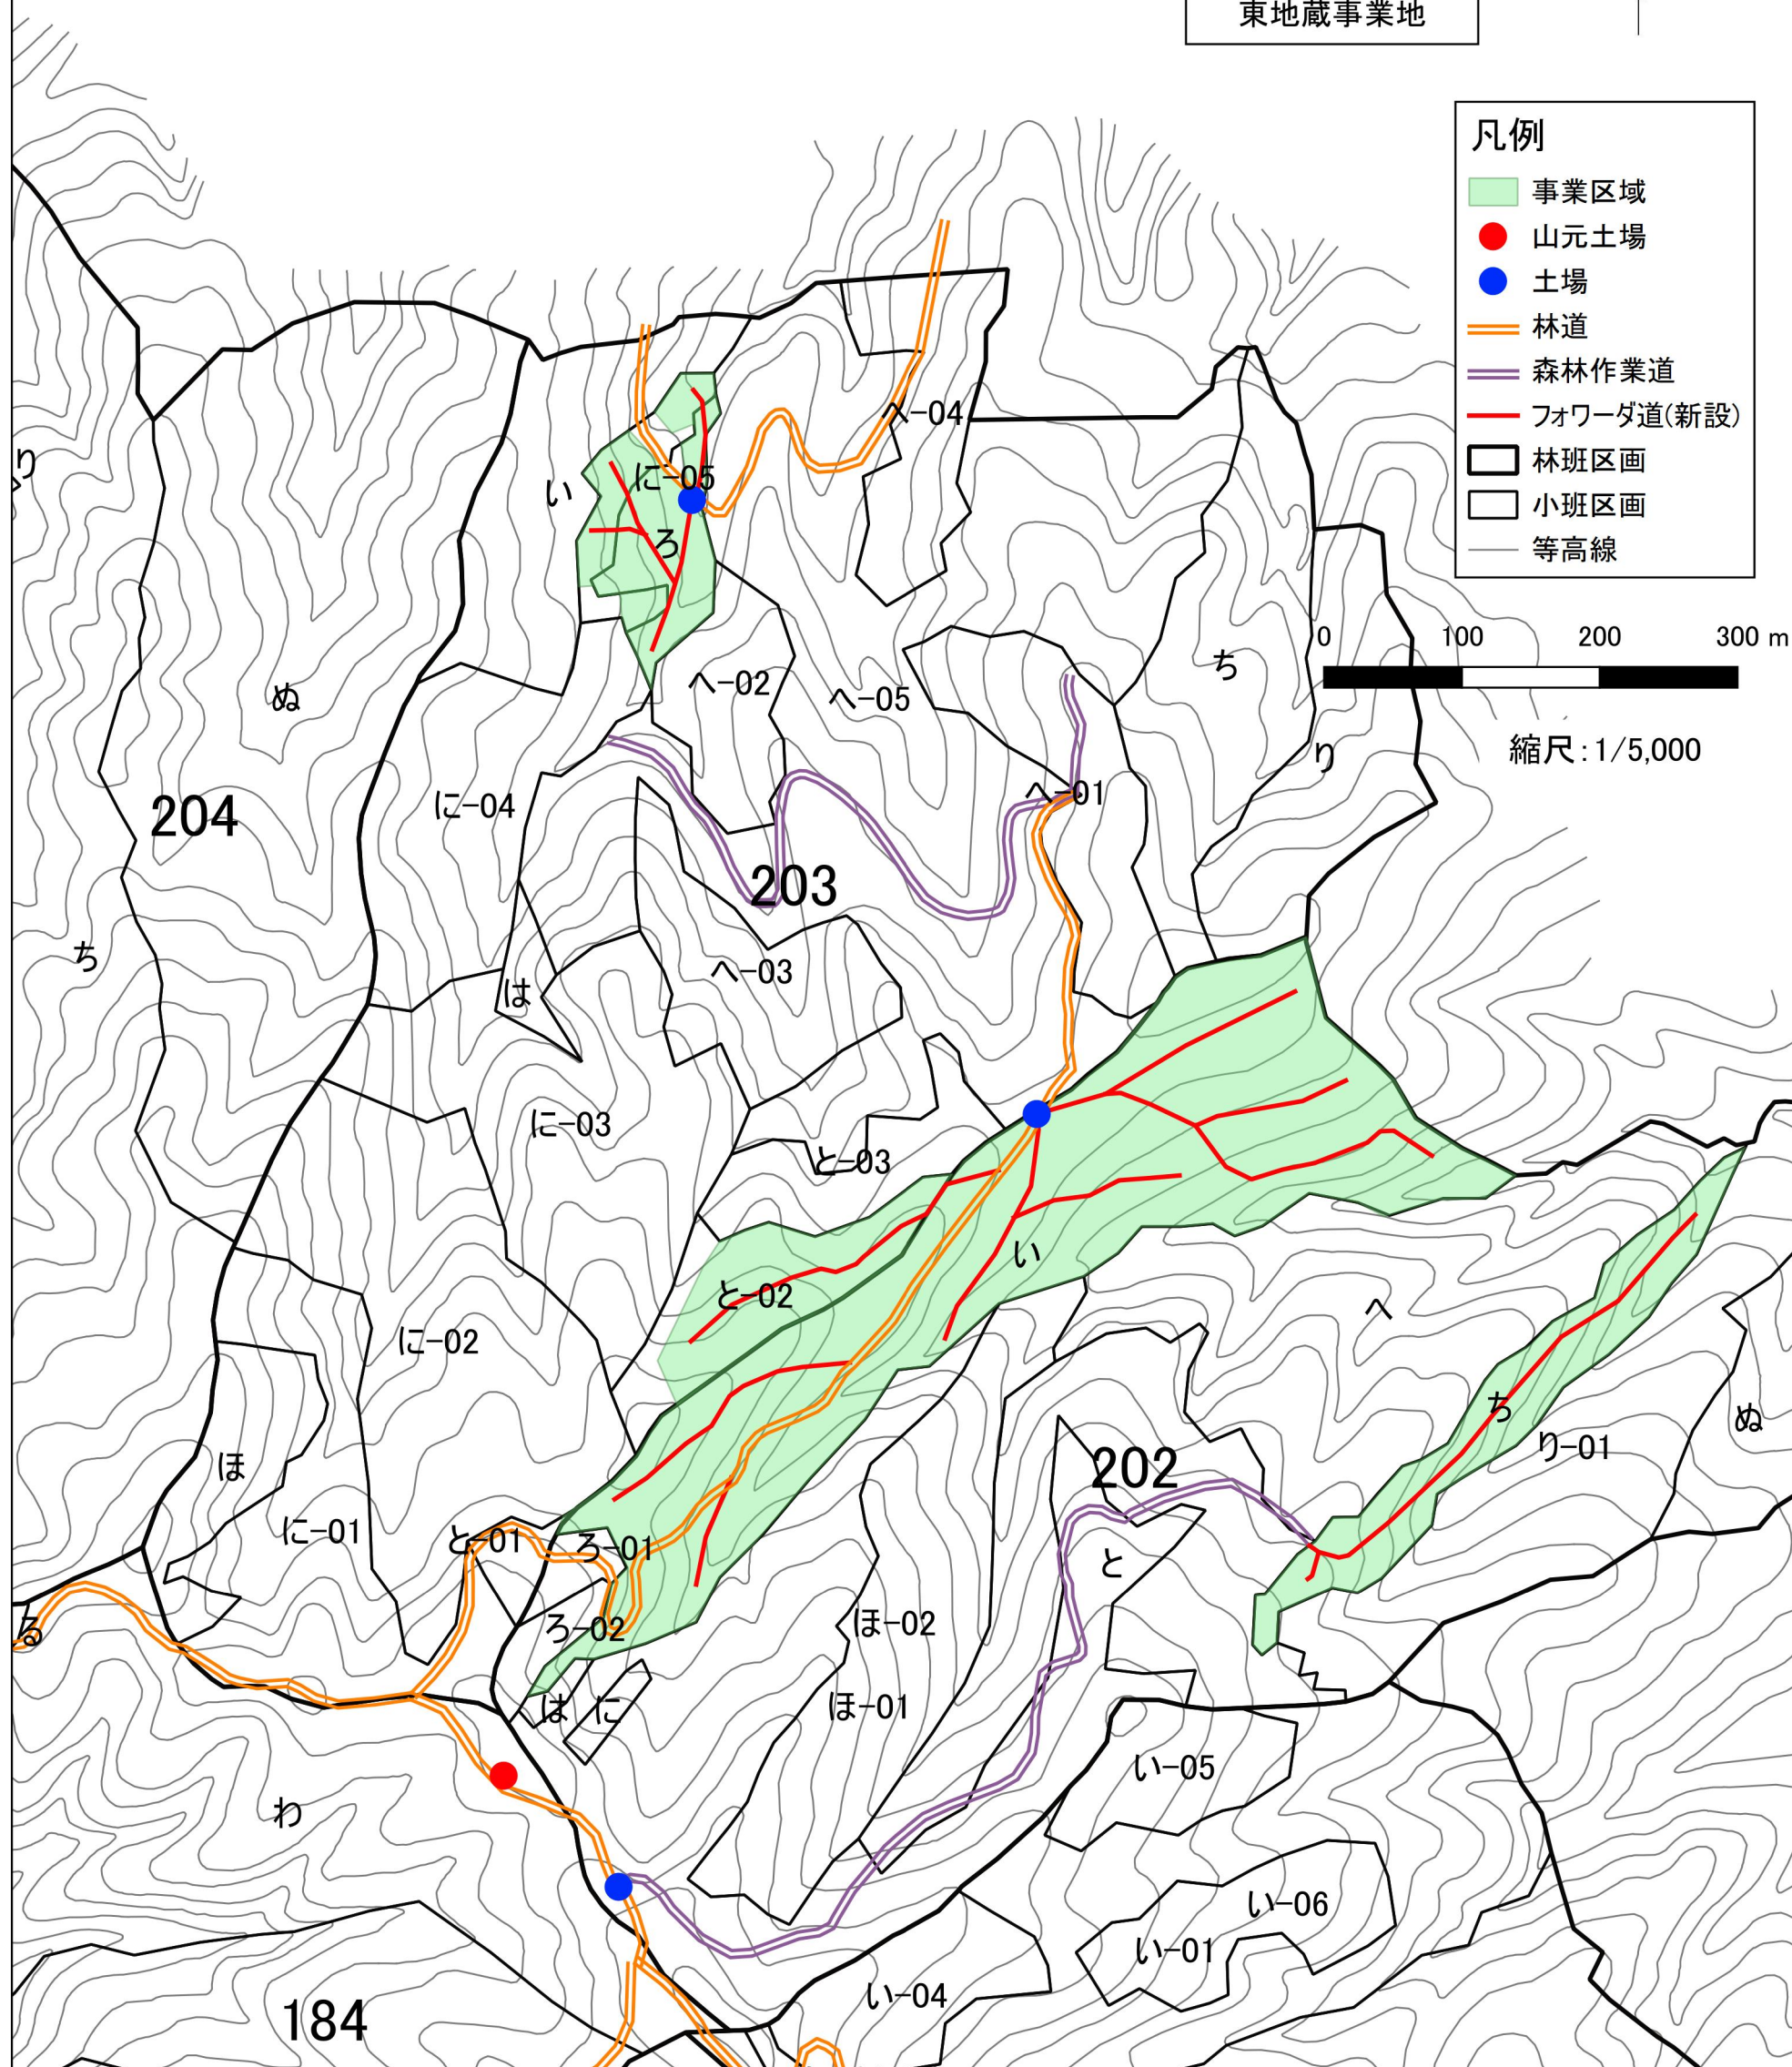 東地蔵事業地
凡例
事業区域
山元土場
土場
林道
森林作業道
フォワーダ道(新設)
林班区画
小班区画
等高線
0 100 200 300 m
縮尺:1/5,000
へ-04
り
に-05
い
ろ
ち
へ-02
へ-05
ぬ
り
204
に-04
へ-01
203
ち
へ-03
は
に-03
と-03
い
と-02
へ
に-02
ち
ぬ
り-01
ほ
202
に-01
と-01
ろ-01
と
る
ろ-02
ほ-02
は
に
ほ-01
い-05
わ
い-06
い-01
い-04
184